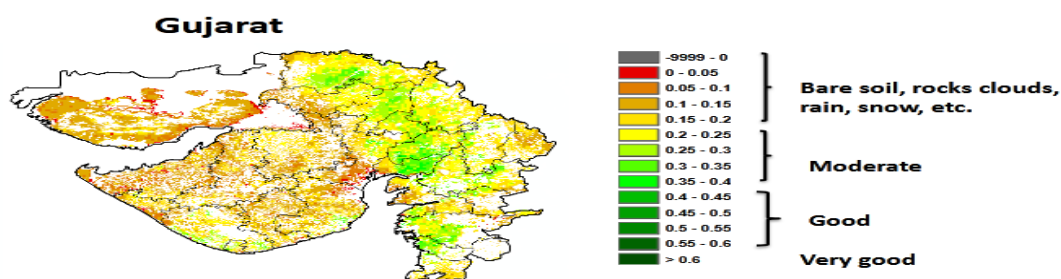 Gujarat
-9999 - 0
0 - 0.05
0.05 - 0.1
0.1 - 0.15
0.15 - 0.2
0.2 - 0.25
0.25 - 0.3
0.3 - 0.35
0.35 - 0.4
0.4 - 0.45
0.45 - 0.5
0.5 - 0.55
0.55 - 0.6
> 0.6
Bare soil, rocks clouds,
rain, snow, etc.
Moderate
Good
Very good